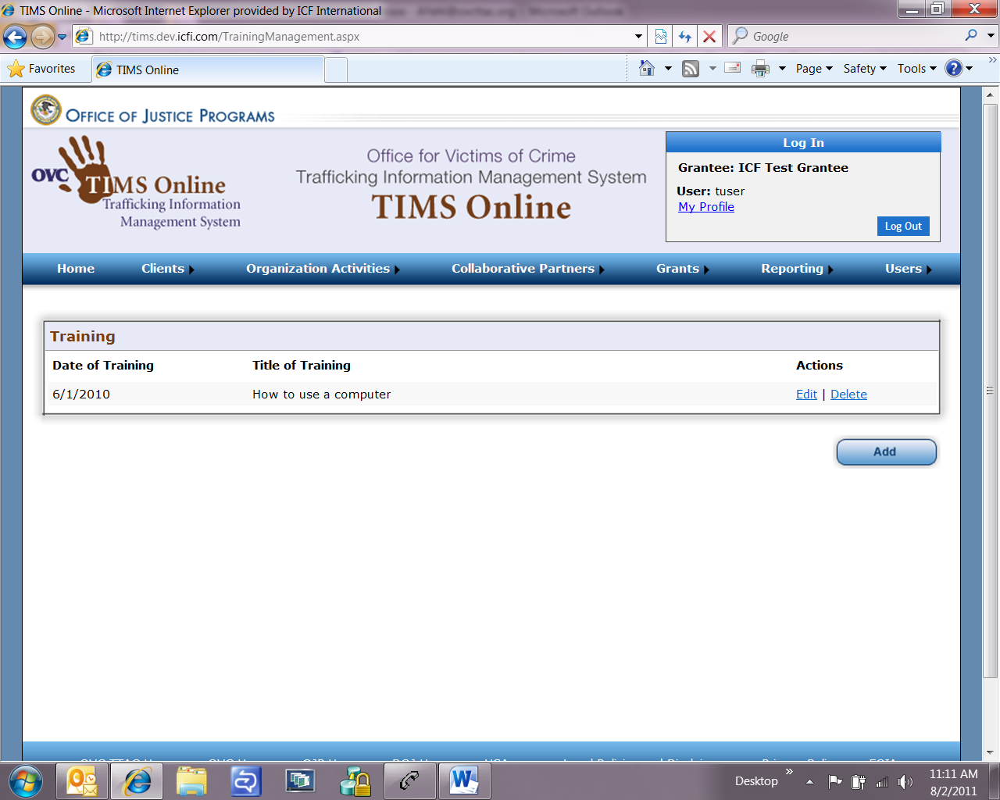 TIMS Online - Microsoft Internet Explorer provided by ICF International
http://tims.dev.icfi.com/TrainingManagement.aspx
Google
Favorites
TIMS Online
Page
Safety
Tools
OFFICE OF JUSTICE PROGRAMS
OVC
TIMS Online
Trafficking Information
Management System
Office for Victims of Crime
Trafficking Information Management System
TIMS Online
Log In
Grantee: ICF Test Grantee
User: tuser
My Profile
Log Out
Home Clients Organization Activities Collaborative Partners Grants Reporting Users
Training
Date of Training Title of Training Actions
6/1/2010 How to use a computer Edit | Delete
Add
Desktop
11:11 AM
8/2/2011